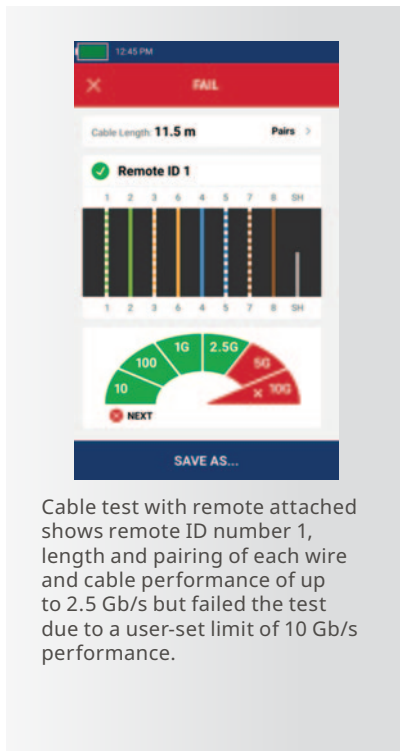 12:45 PM
FAIL
Cable Length: 11.5 m Pairs >
Remote ID 1
1 2 3 6 4 5 7 8 SH
1 2 3 6 4 5 7 8 SH
10 100 1G 2.5G 5G 10G
NEXT
SAVE AS...
Cable test with remote attached
shows remote ID number 1,
length and pairing of each wire
and cable performance of up
to 2.5 Gb/s but failed the test
due to a user-set limit of 10 Gb/s
performance.